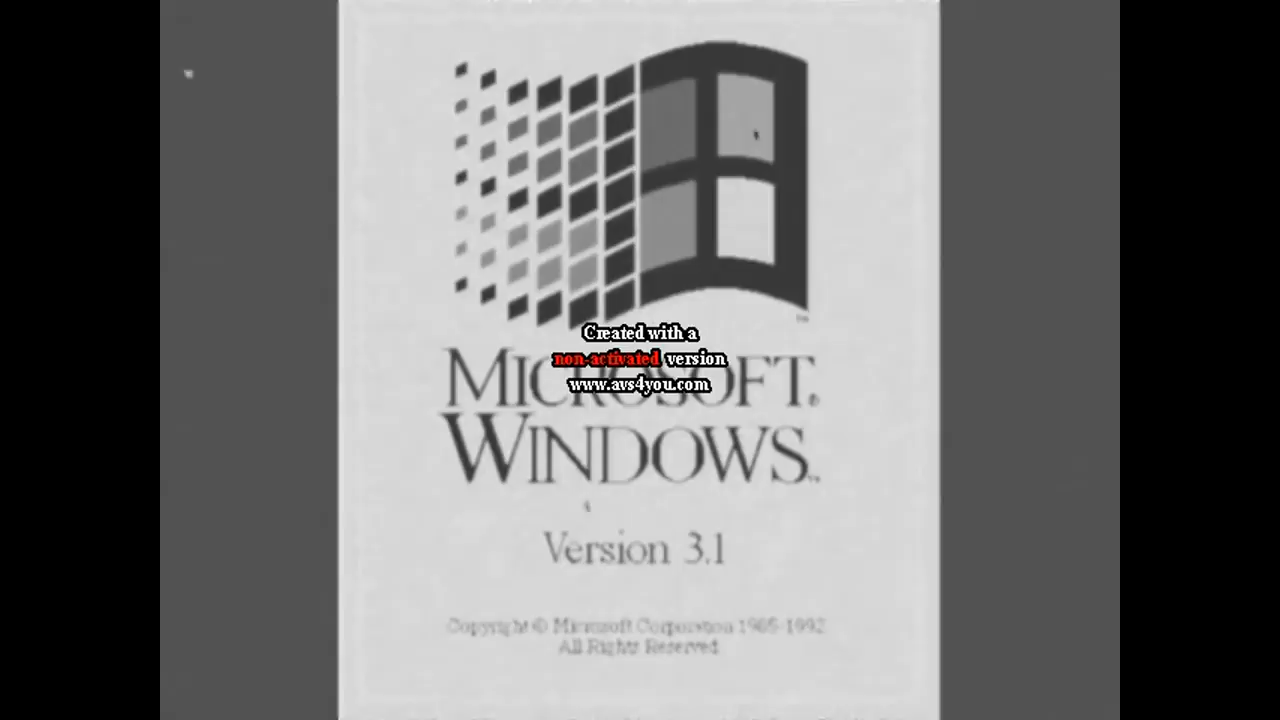 Created with a
non-activated version
www.avs4you.com
MICROSOFT®
WINDOWS™
Version 3.1
Copyright © Microsoft Corporation 1985-1992
All Rights Reserved